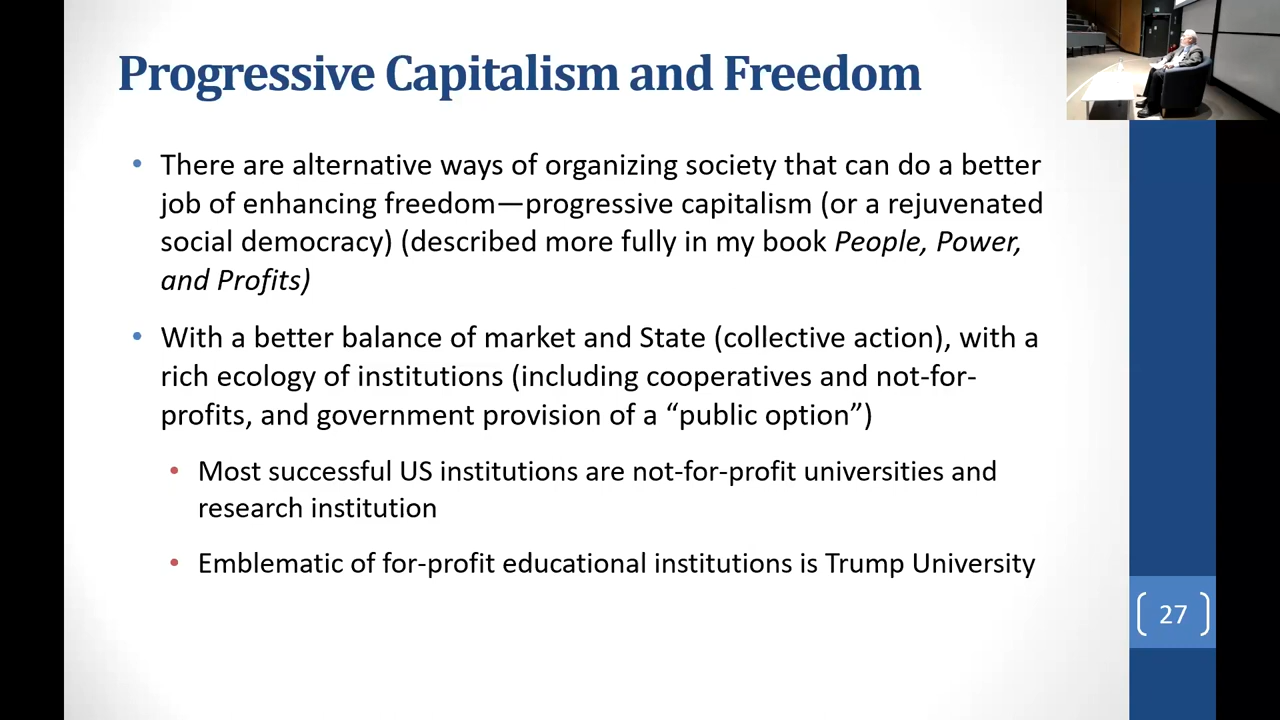 Progressive Capitalism and Freedom
• There are alternative ways of organizing society that can do a better
job of enhancing freedom—progressive capitalism (or a rejuvenated
social democracy) (described more fully in my book People, Power,
and Profits)
• With a better balance of market and State (collective action), with a
rich ecology of institutions (including cooperatives and not-for-
profits, and government provision of a “public option”)
• Most successful US institutions are not-for-profit universities and
research institution
• Emblematic of for-profit educational institutions is Trump University
27